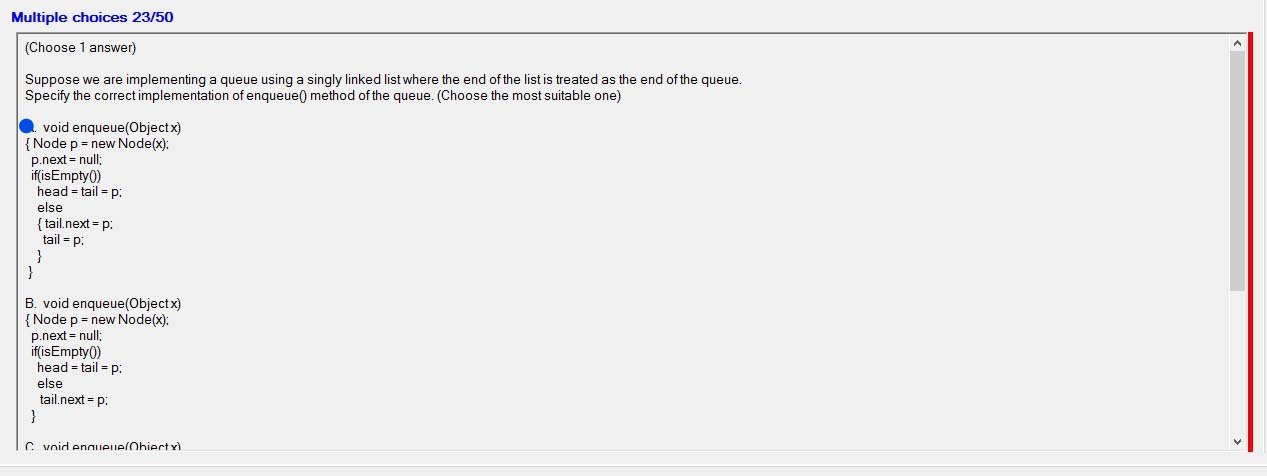 Multiple choices 23/50
(Choose 1 answer)
Suppose we are implementing a queue using a singly linked list where the end of the list is treated as the end of the queue.
Specify the correct implementation of enqueue() method of the queue. (Choose the most suitable one)
. void enqueue(Object x)
{ Node p = new Node(x);
p.next = null;
if(isEmpty())
head = tail = p;
else
{ tail.next = p;
tail = p;
}
}
B. void enqueue(Object x)
{ Node p = new Node(x);
p.next = null;
if(isEmpty())
head = tail = p;
else
tail.next = p;
}
C. void enqueue(Object x)